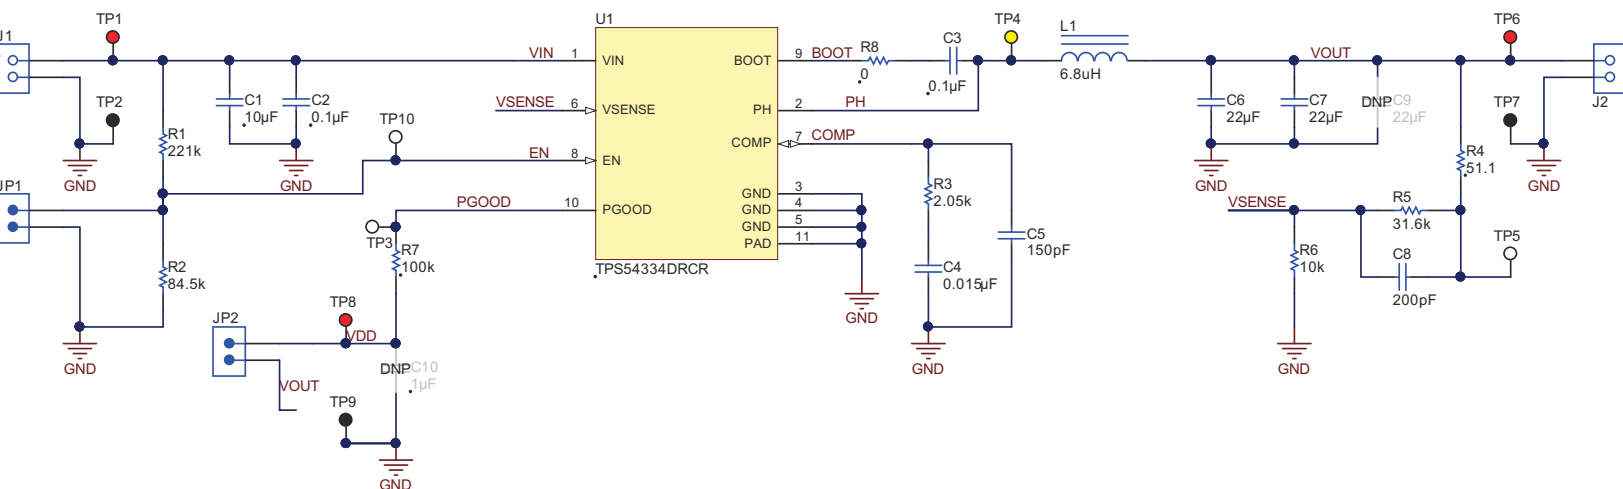 J1
TP1
TP2
GND
JP1
GND
R1
221k
R2
84.5k
C1
10µF
C2
0.1µF
GND
VIN
VSENSE
TP10
EN
PGOOD
TP3
R7
100k
TP8
VDD
JP2
VOUT
DNP
C10
1µF
TP9
GND
U1
1 VIN
6 VSENSE
8 EN
10 PGOOD
BOOT 9
PH 2
COMP 7
GND 3
GND 4
GND 5
PAD 11
TPS54334DRCR
GND
BOOT
R8
0
C3
0.1µF
PH
COMP
R3
2.05k
C4
0.015µF
C5
150pF
GND
TP4
L1
6.8uH
VOUT
C6
22µF
C7
22µF
DNP
C9
22µF
GND
VSENSE
R6
10k
GND
R5
31.6k
C8
200pF
R4
51.1
TP5
TP6
TP7
GND
J2